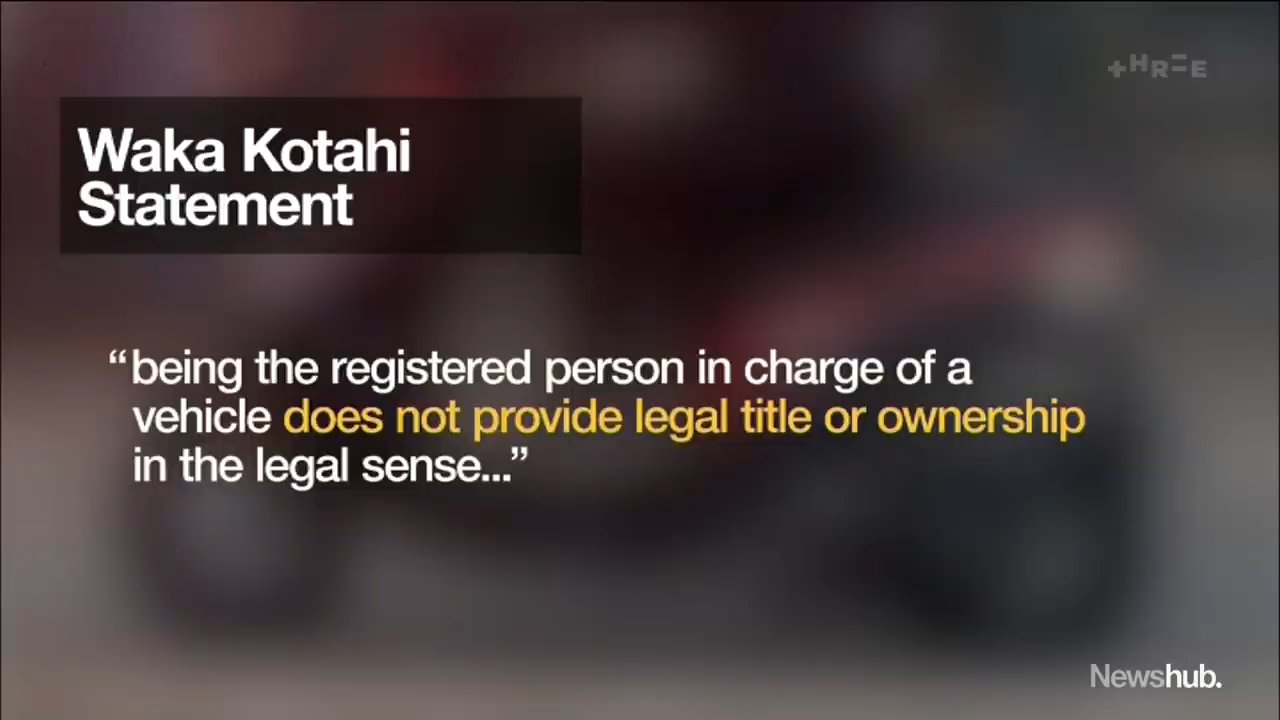 +HR=E
Waka Kotahi
Statement
“being the registered person in charge of a
vehicle does not provide legal title or ownership
in the legal sense...”
Newshub.